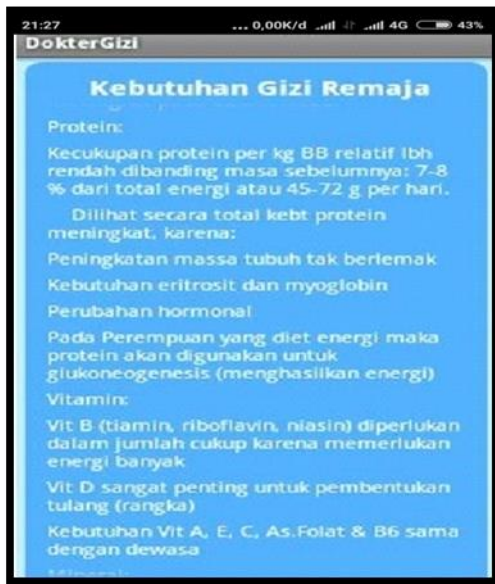 21:27
... 0,00K/d 4G 43%
DokterGizi
Kebutuhan Gizi Remaja
Protein:
Kecukupan protein per kg BB relatif lbh
rendah dibanding masa sebelumnya: 7-8
% dari total energi atau 45-72 g per hari.
Dilihat secara total kebt protein
meningkat, karena:
Peningkatan massa tubuh tak berlemak
Kebutuhan eritrosit dan myoglobin
Perubahan hormonal
Pada Perempuan yang diet energi maka
protein akan digunakan untuk
glukoneogenesis (menghasilkan energi)
Vitamin:
Vit B (tiamin, riboflavin, niasin) diperlukan
dalam jumlah cukup karena memerlukan
energi banyak
Vit D sangat penting untuk pembentukan
tulang (rangka)
Kebutuhan Vit A, E, C, As.Folat & B6 sama
dengan dewasa